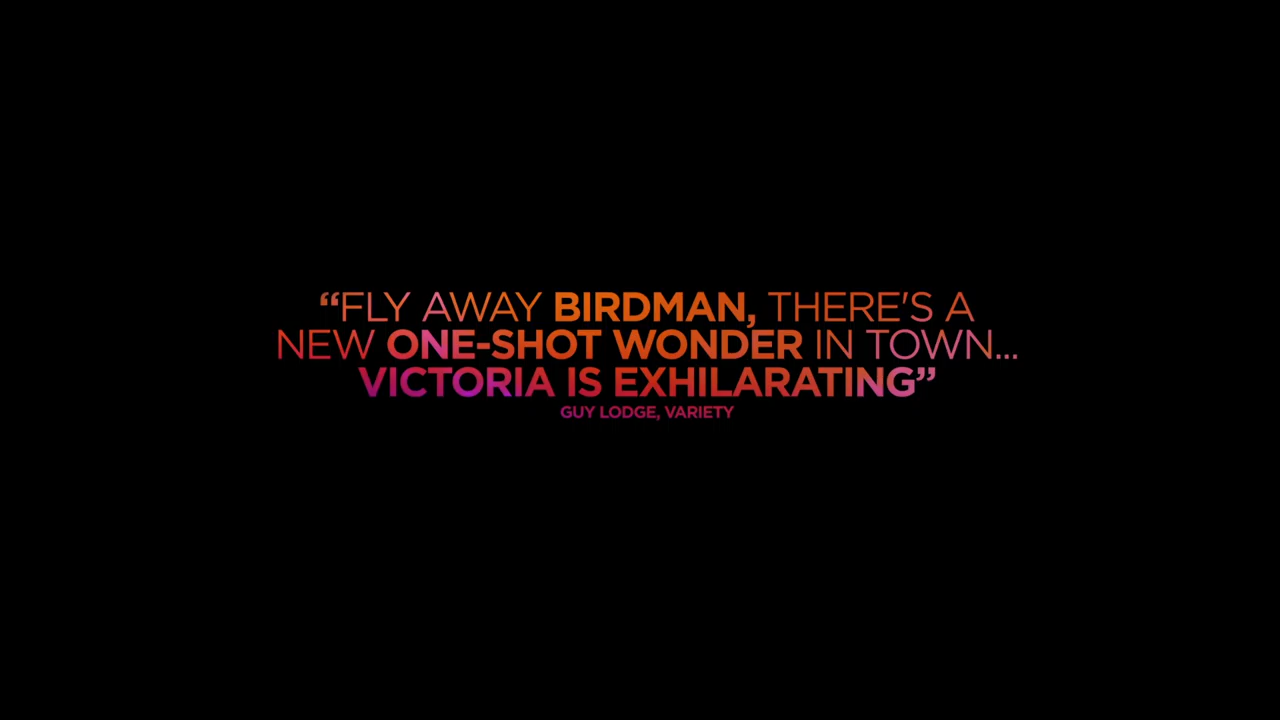 “FLY AWAY BIRDMAN, THERE'S A
NEW ONE-SHOT WONDER IN TOWN...
VICTORIA IS EXHILARATING”
GUY LODGE, VARIETY